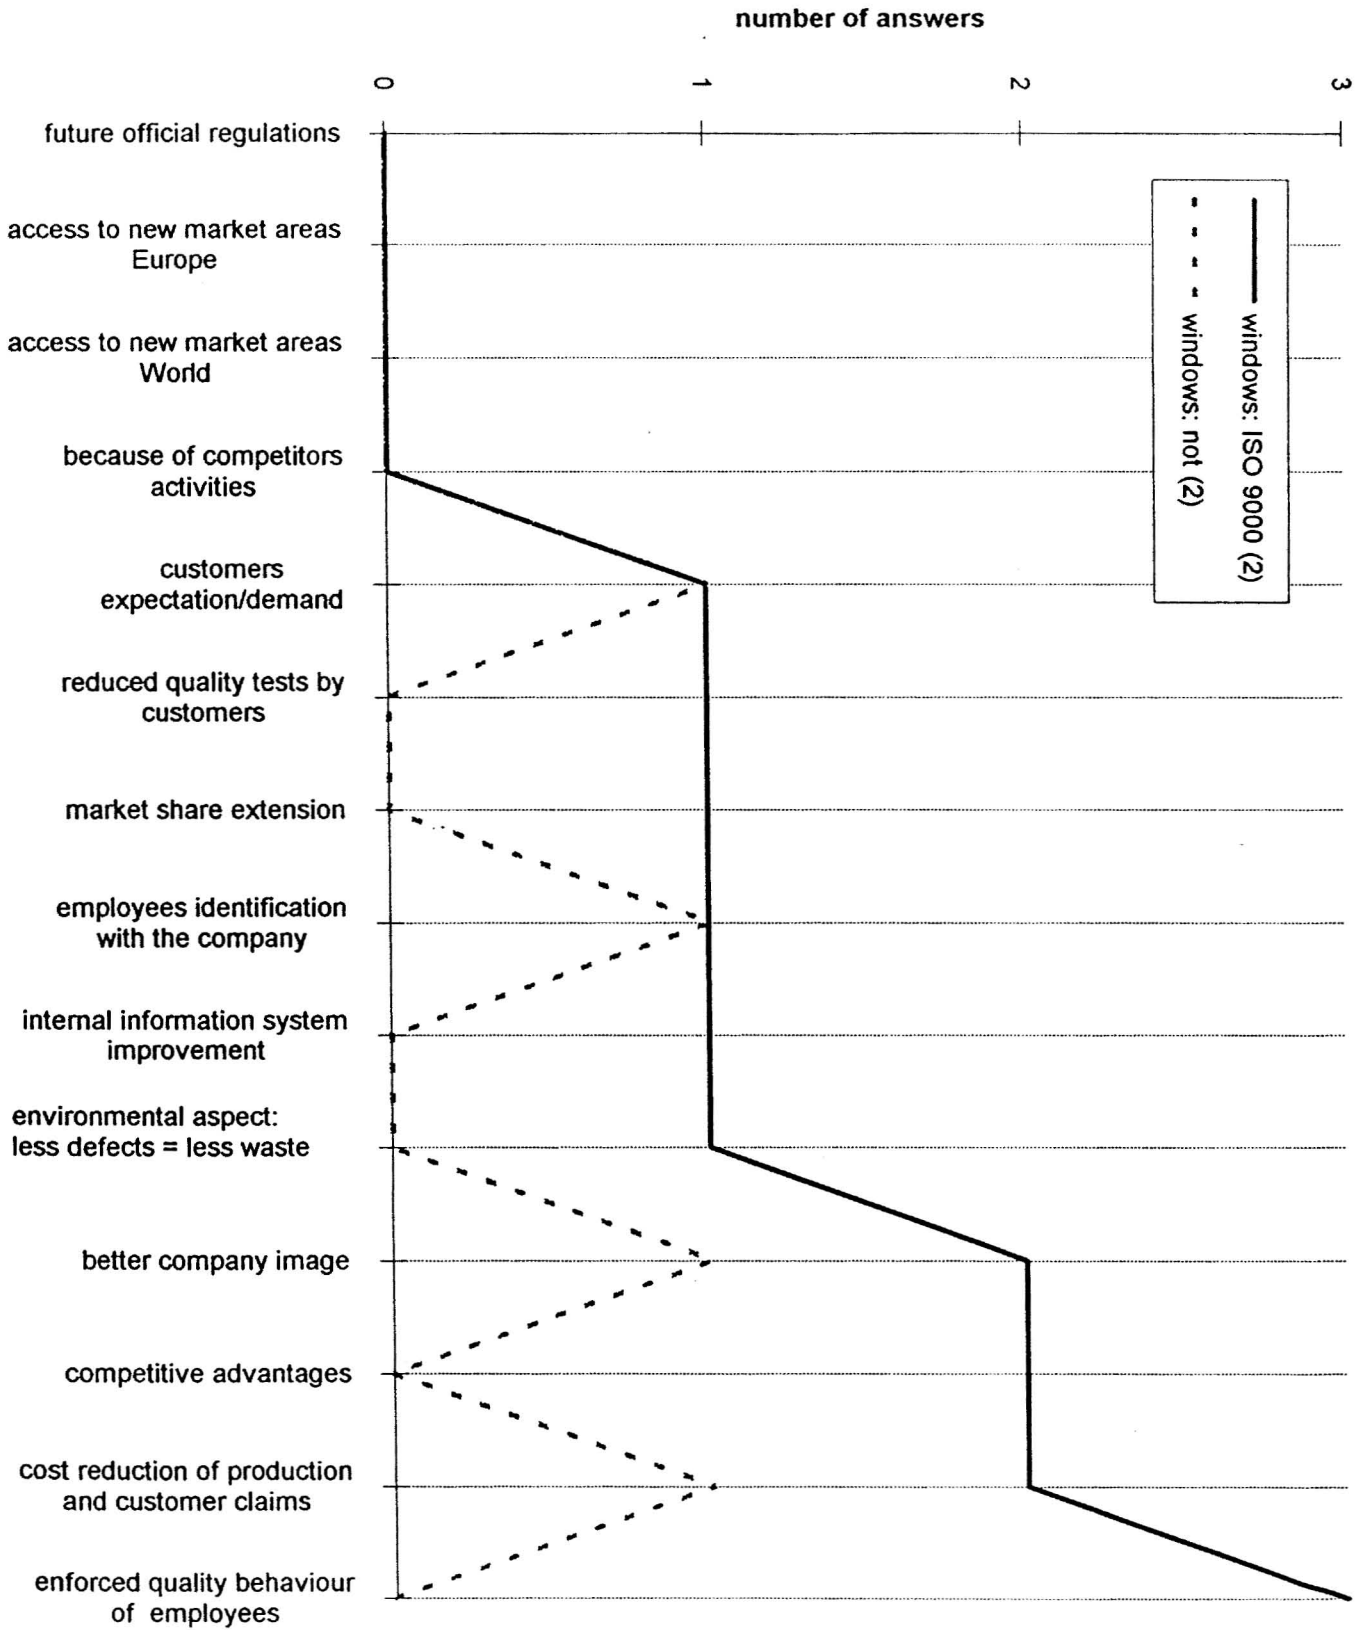 number of answers
0
1
2
3
future official regulations
access to new market areas
Europe
access to new market areas
World
because of competitors
activities
customers
expectation/demand
reduced quality tests by
customers
market share extension
employees identification
with the company
internal information system
improvement
environmental aspect:
less defects = less waste
better company image
competitive advantages
cost reduction of production
and customer claims
enforced quality behaviour
of employees
windows: ISO 9000 (2)
windows: not (2)